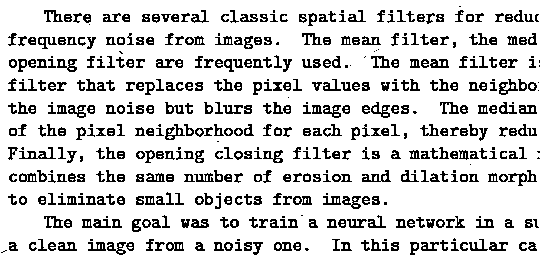 There are several classic spatial filters for reduc
frequency noise from images. The mean filter, the med
opening filter are frequently used. The mean filter is
filter that replaces the pixel values with the neighbo
the image noise but blurs the image edges. The median
of the pixel neighborhood for each pixel, thereby redu
Finally, the opening closing filter is a mathematical
combines the same number of erosion and dilation morph
to eliminate small objects from images.
The main goal was to train a neural network in a su
a clean image from a noisy one. In this particular ca